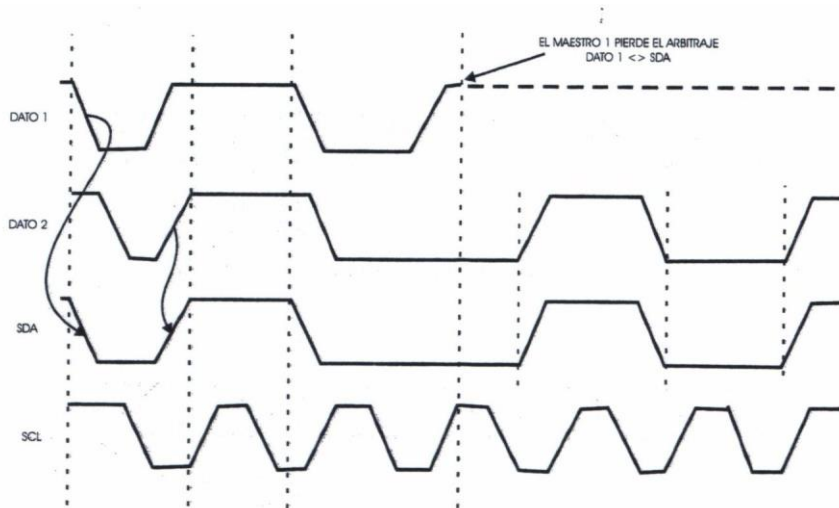 EL MAESTRO 1 PIERDE EL ARBITRAJE
DATO 1 <> SDA
DATO 1
DATO 2
SDA
SCL